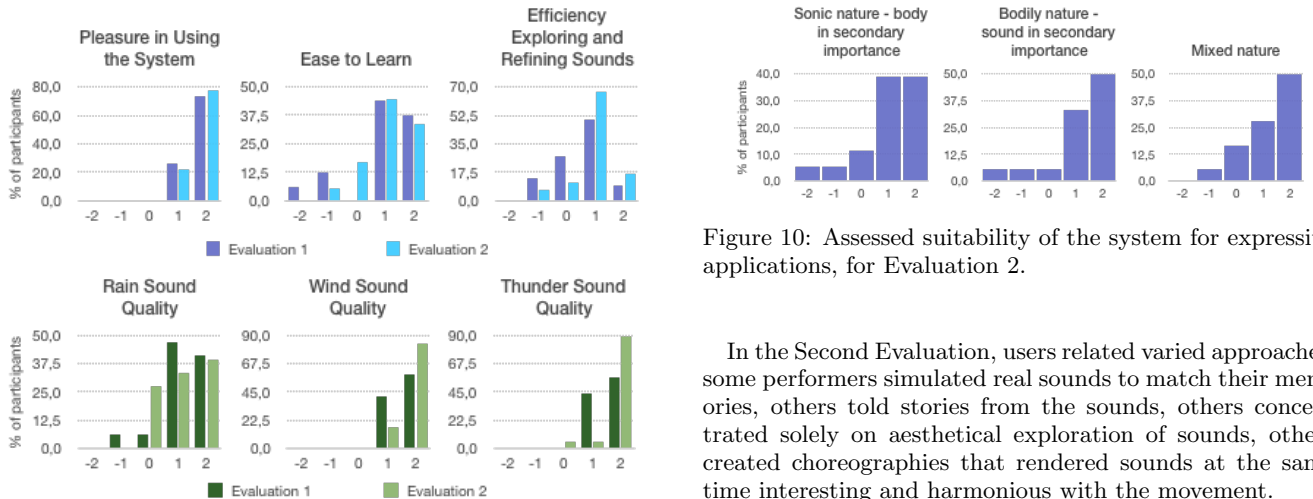 Pleasure in Using
the System
Ease to Learn
Efficiency
Exploring and
Refining Sounds
% of participants
80,0
60,0
40,0
20,0
0,0
-2 -1 0 1 2
50,0
37,5
25,0
12,5
0,0
-2 -1 0 1 2
70,0
52,5
35,0
17,5
0,0
-2 -1 0 1 2
Evaluation 1 Evaluation 2
Rain Sound
Quality
Wind Sound
Quality
Thunder Sound
Quality
% of participants
50,0
37,5
25,0
12,5
0,0
-2 -1 0 1 2
90,0
67,5
45,0
22,5
0,0
-2 -1 0 1 2
90,0
67,5
45,0
22,5
0,0
-2 -1 0 1 2
Evaluation 1 Evaluation 2
Sonic nature - body
in secondary
importance
Bodily nature -
sound in secondary
importance
Mixed nature
% of participants
40,0
30,0
20,0
10,0
0,0
-2 -1 0 1 2
50,0
37,5
25,0
12,5
0,0
-2 -1 0 1 2
50,0
37,5
25,0
12,5
0,0
-2 -1 0 1 2
Figure 10: Assessed suitability of the system for expressi
applications, for Evaluation 2.
In the Second Evaluation, users related varied approache
some performers simulated real sounds to match their mem
ories, others told stories from the sounds, others conce
trated solely on aesthetical exploration of sounds, othe
created choreographies that rendered sounds at the sam
time interesting and harmonious with the movement.